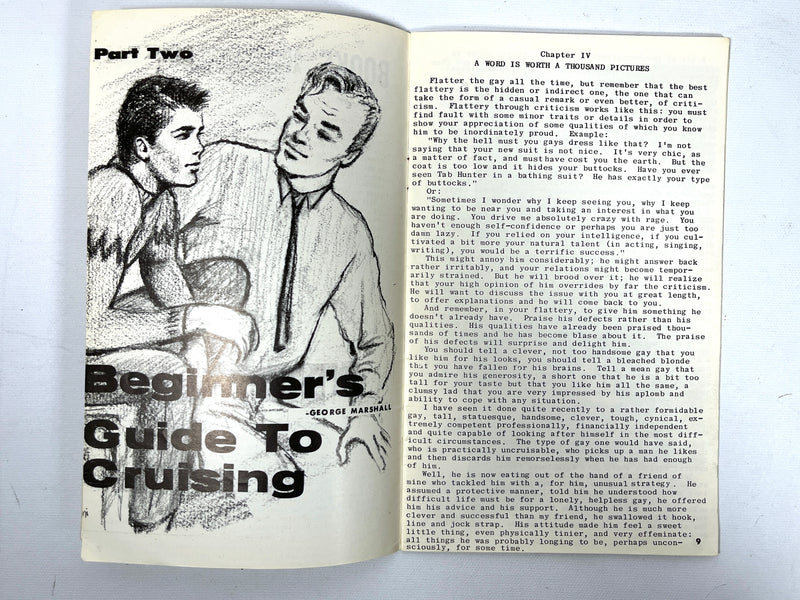 Part Two
Beginner's
-GEORGE MARSHALL
Guide To
Cruising
Chapter IV
A WORD IS WORTH A THOUSAND PICTURES
Flatter the gay all the time, but remember that the best
flattery is the hidden or indirect one, the one that can
take the form of a casual remark or even better, of criti-
cism. Flattery through criticism works like this: you must
find fault with some minor traits or details in order to
show your appreciation of some qualities of which you know
him to be inordinately proud. Example:
"Why the hell must you gays dress like that? I'm not
saying that your new suit is not nice. It's very chic, as
a matter of fact, and must have cost you the earth. But the
coat is too low and it hides your buttocks. Have you ever
seen Tab Hunter in a bathing suit? He has exactly your type
of buttocks."
Or:
"Sometimes I wonder why I keep seeing you, why I keep
wanting to be near you and taking an interest in what you
are doing. You drive me absolutely crazy with rage. You
haven't enough self-confidence or perhaps you are just too
damn lazy. If you relied on your intelligence, if you cul-
tivated a bit more your natural talent (in acting, singing,
writing), you would be a terrific success."
This might annoy him considerably; he might answer back
rather irritably, and your relations might become tempor-
arily strained. But he will brood over it; he will realize
that your high opinion of him overrides by far the criticism.
He will want to discuss the issue with you at great length,
to offer explanations and he will come back to you.
And remember, in your flattery, to give him something he
doesn't already have. Praise his defects rather than his
qualities. His qualities have already been praised thou-
sands of times and he has become blase about it. The praise
of his defects will surprise and delight him.
You should tell a clever, not too handsome gay that you
like him for his looks, you should tell a bleached blonde
that you have fallen for his brains. Tell a mean gay that
you admire his generosity, a short one that he is a bit too
tall for your taste but that you like him all the same, a
clumsy lad that you are very impressed by his aplomb and
ability to cope with any situation.
I have seen it done quite recently to a rather formidable
gay, tall, statuesque, handsome, clever, tough, cynical, ex-
tremely competent professionally, financially independent
and quite capable of looking after himself in the most diff-
icult circumstances. The type of gay one would have said,
who is practically uncruisable, who picks up a man he likes
and then discards him remorselessly when he has had enough
of him.
Well, he is now eating out of the hand of a friend of
mine who tackled him with a, for him, unusual strategy. He
assumed a protective manner, told him he understood how
difficult life must be for a lonely, helpless gay, he offered
him his advice and his support. Although he is much more
clever and successful than my friend, he swallowed it hook,
line and jock strap. His attitude made him feel a sweet
little thing, even physically tinier, and very effeminate:
all things he was probably longing to be, perhaps uncon-
sciously, for some time.
9